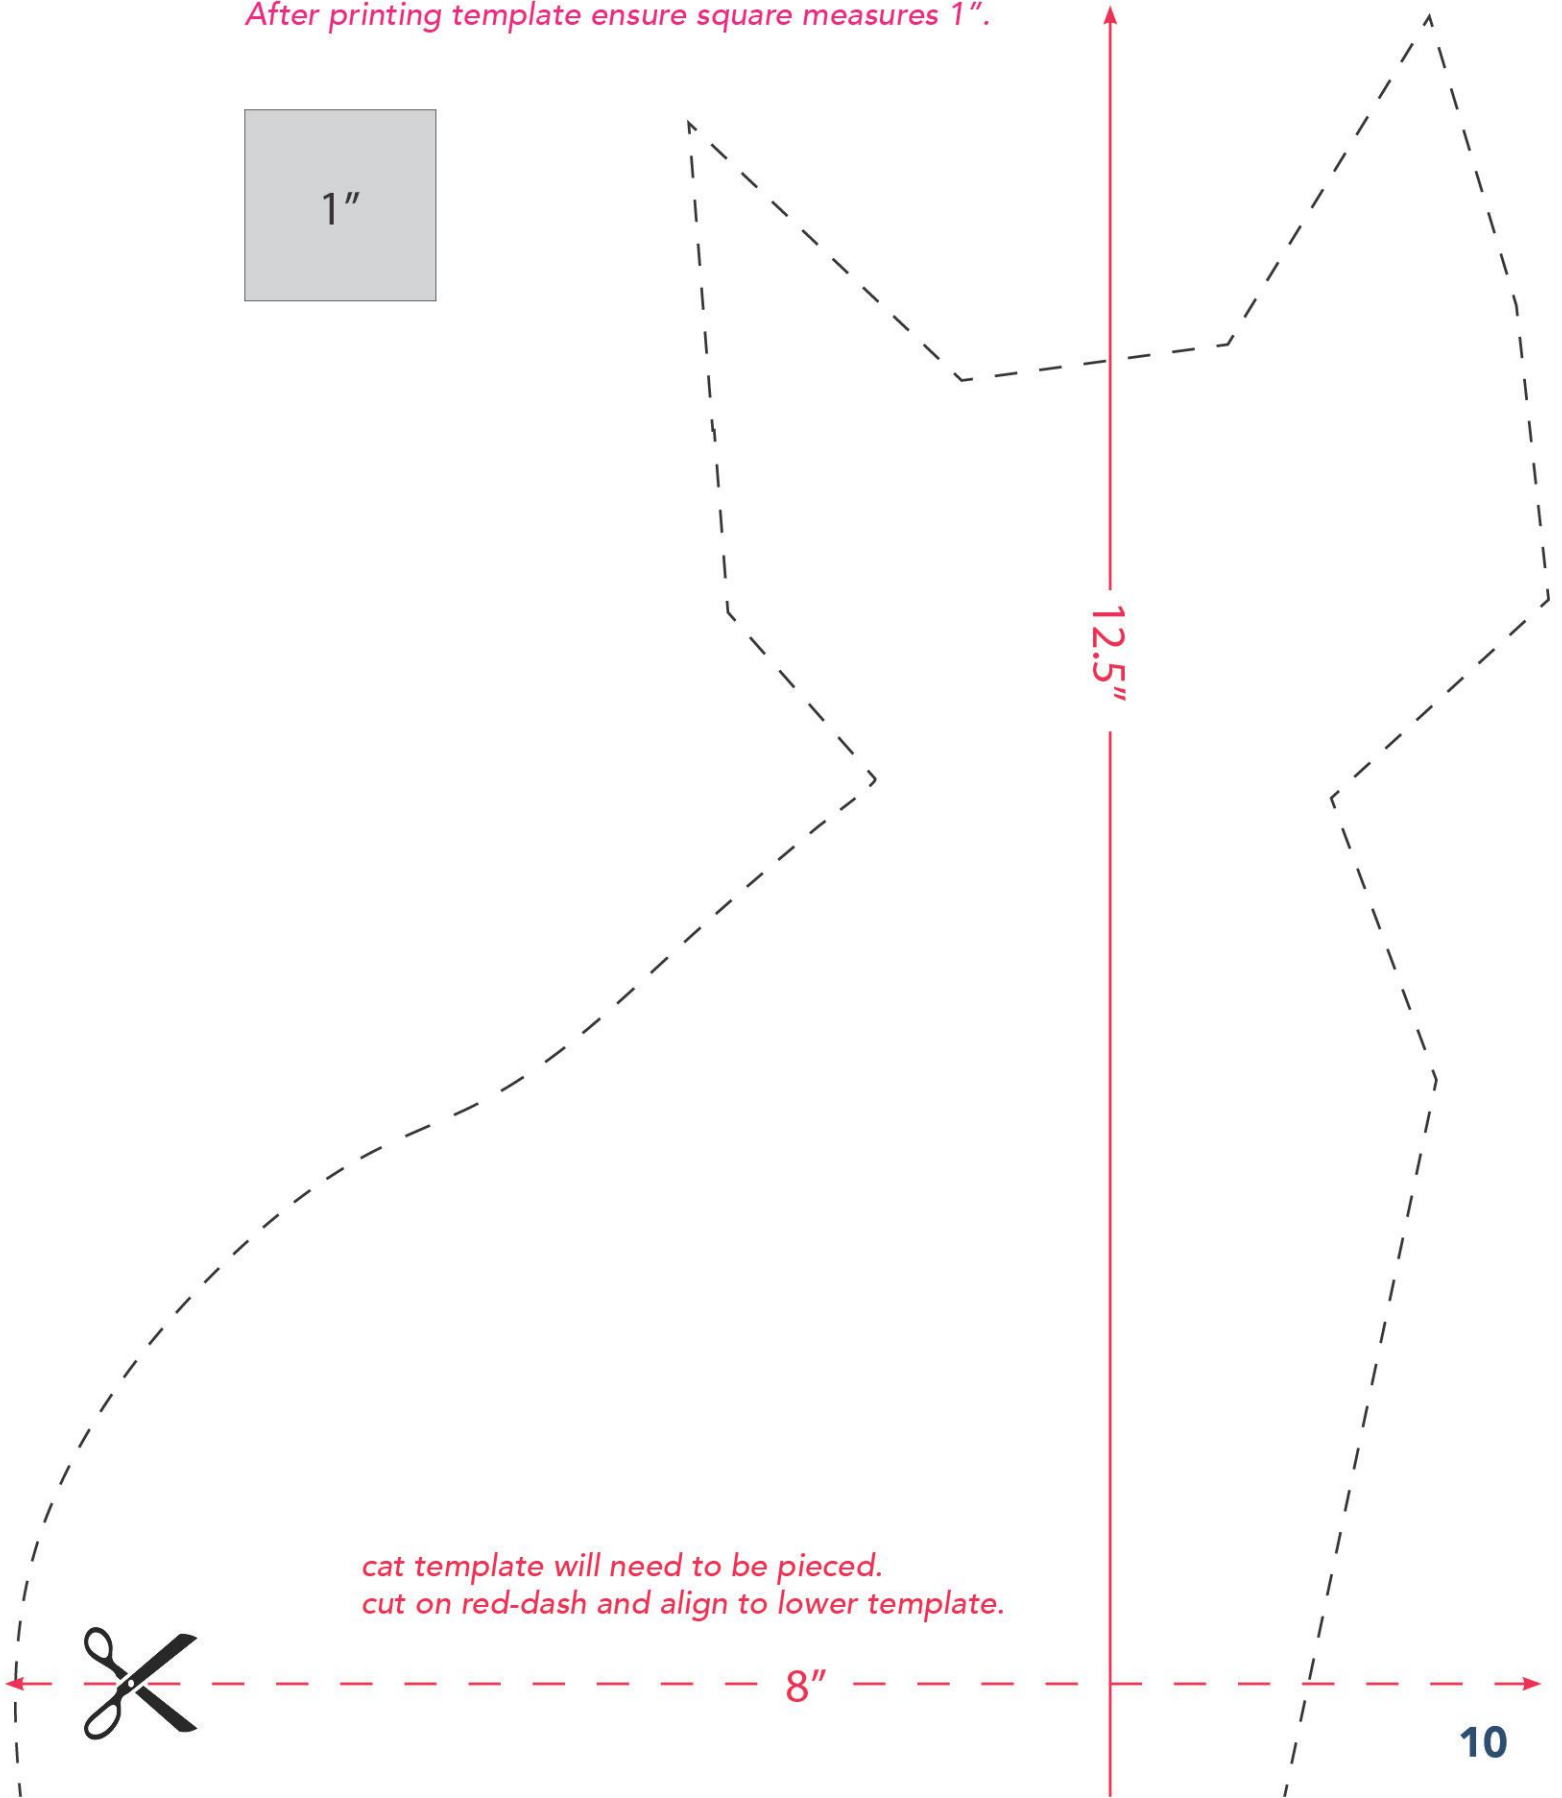 After printing template ensure square measures 1”.
1”
12.5”
cat template will need to be pieced.
cut on red-dash and align to lower template.
8”
10